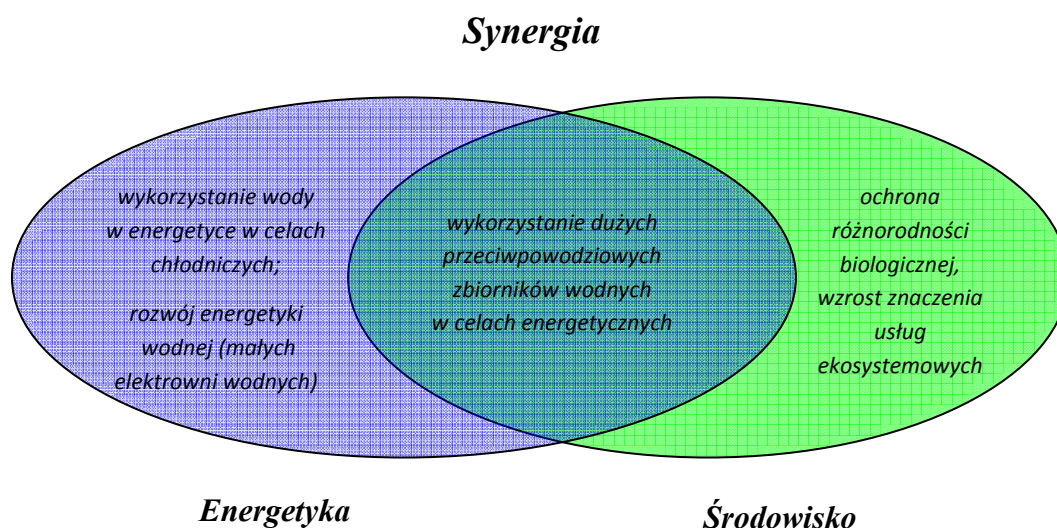 Synergia
wykorzystanie wody
w energetyce w celach
chłodniczych;
rozwój energetyki
wodnej (małych
elektrowni wodnych)
wykorzystanie dużych
przeciwpowodziowych
zbiorników wodnych
w celach energetycznych
ochrona
różnorodności
biologicznej,
wzrost znaczenia
usług
ekosystemowych
Energetyka
Środowisko